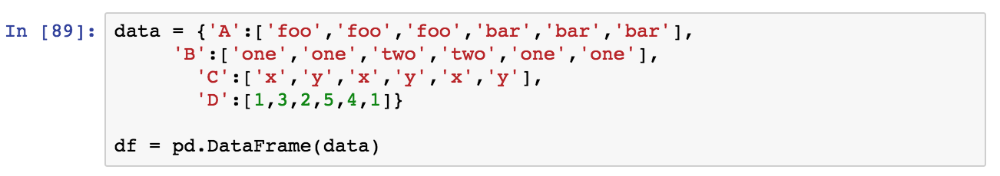 In [89]: data = {'A':['foo','foo','foo','bar','bar','bar'],
'B':['one','one','two','two','one','one'],
'C':['x','y','x','y','x','y'],
'D':[1,3,2,5,4,1]}
df = pd.DataFrame(data)